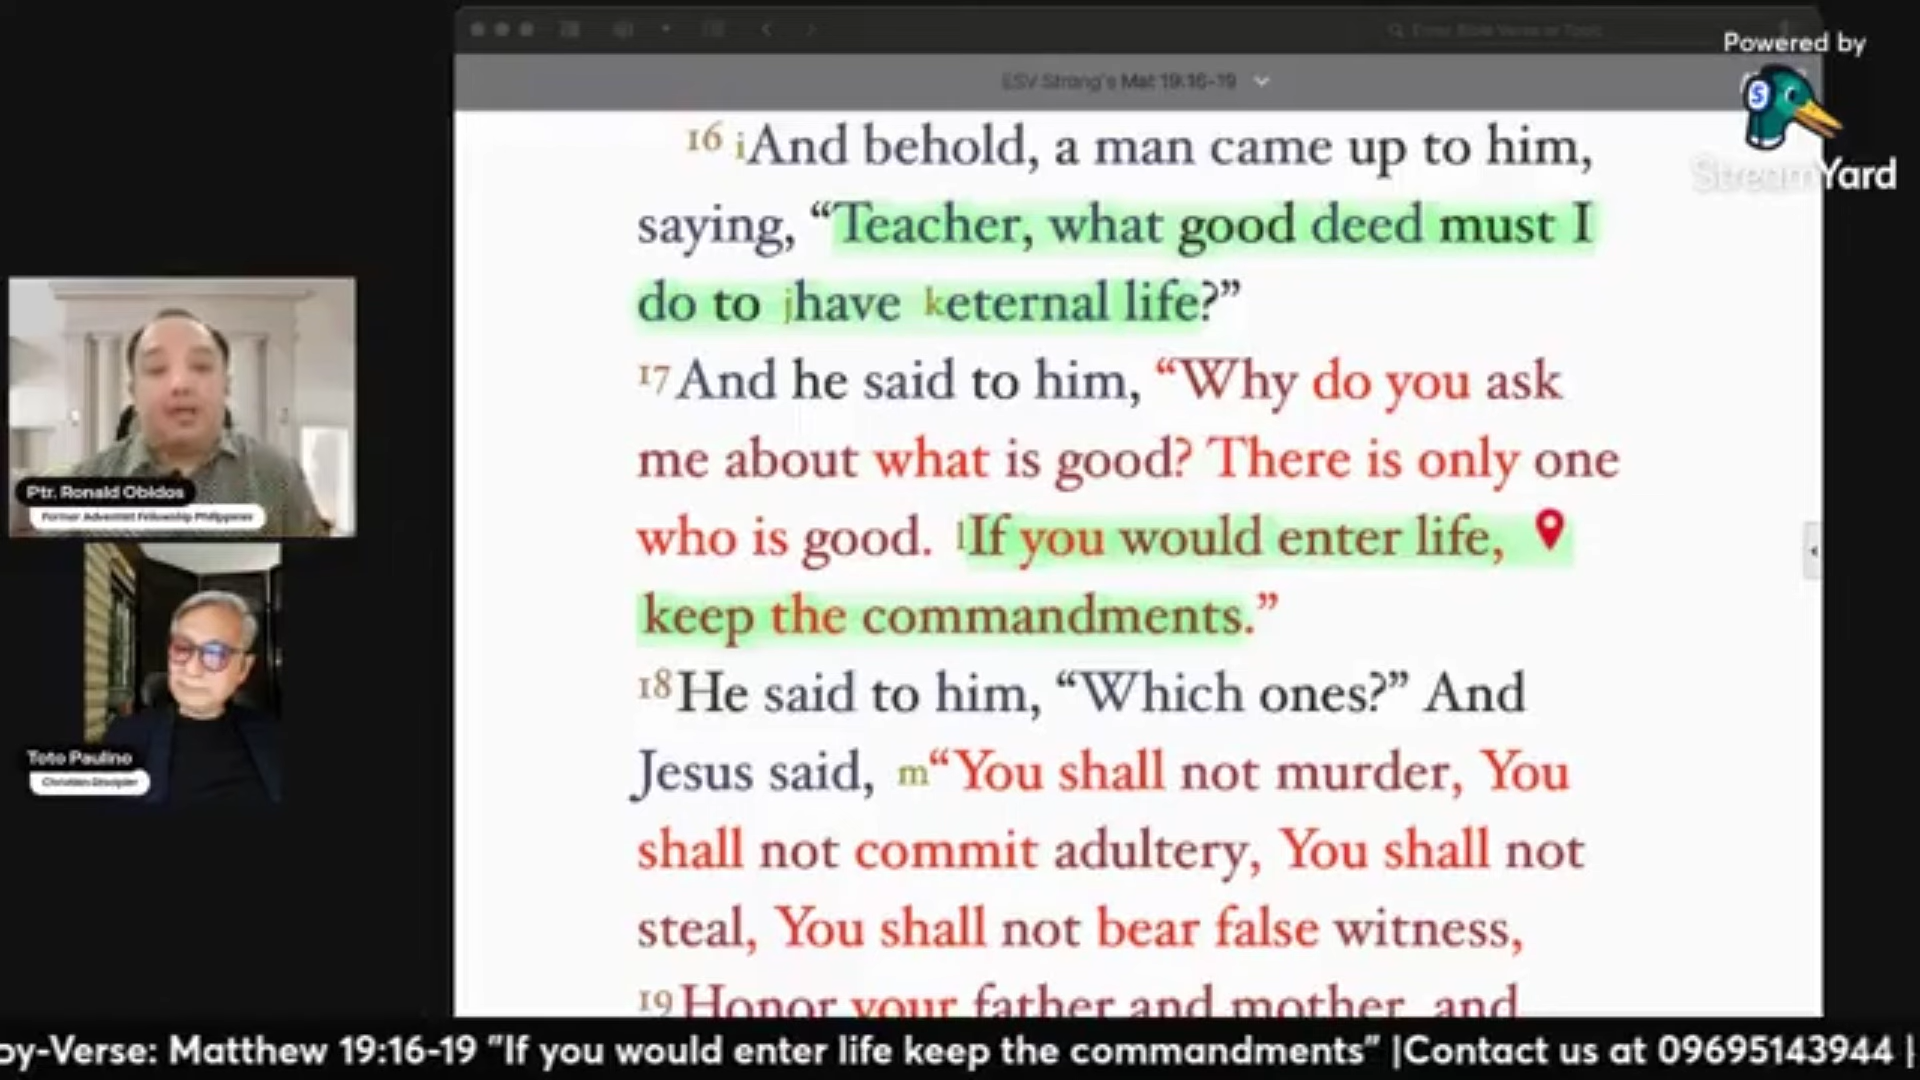 ESV Strong's Mat 19:16-19
Powered by
StreamYard
16 iAnd behold, a man came up to him,
saying, “Teacher, what good deed must I
do to jhave keternal life?”
17 And he said to him, “Why do you ask
me about what is good? There is only one
who is good. lIf you would enter life,
keep the commandments.”
18 He said to him, “Which ones?” And
Jesus said, m“You shall not murder, You
shall not commit adultery, You shall not
steal, You shall not bear false witness,
19 Honor your father and mother, and
Ptr. Ronald Obidos
Former Adventist Fellowship Philippines
Toto Paulino
Christian Discipler
oy-Verse: Matthew 19:16-19 "If you would enter life keep the commandments" |Contact us at 09695143944 |